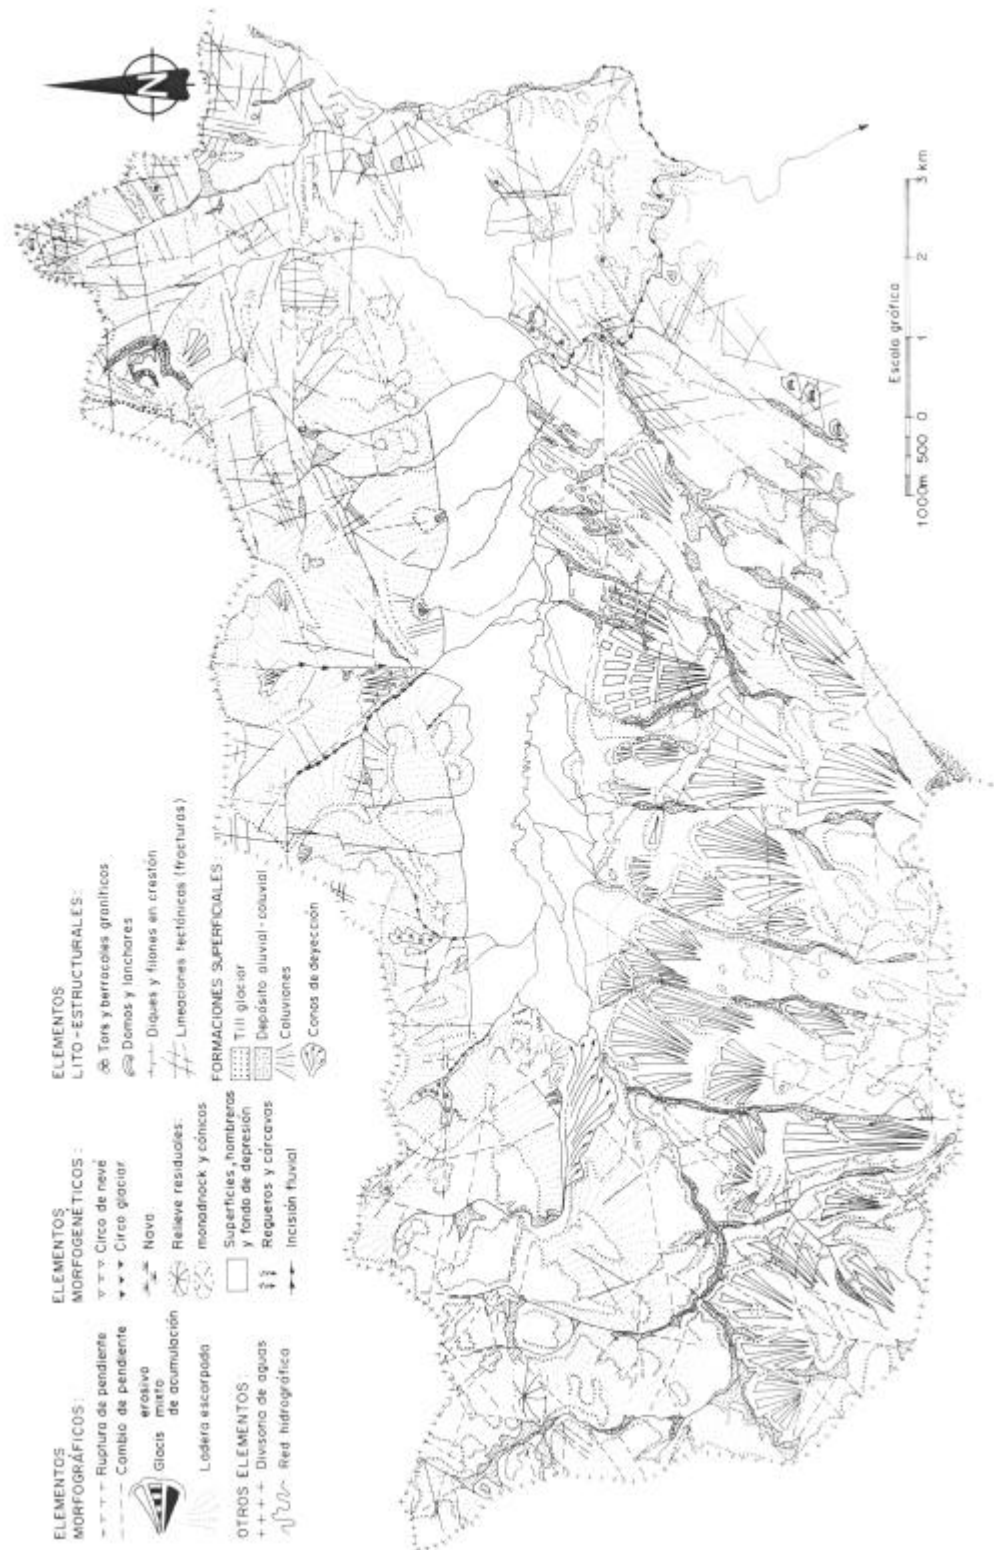 N
ELEMENTOS
MORFOGRÁFICOS:
Ruptura de pendiente
Cambio de pendiente
Glacis
erosivo
mixto
de acumulación
Ladera escarpada
OTROS ELEMENTOS
Divisoria de aguas
Red hidrográfica
ELEMENTOS
MORFOGENÉTICOS:
Circo de nevé
Circo glaciar
Nava
Relieve residuales:
monadnock y cónicos
Superficies, hombreras
y fondo de depresión
Regueros y cárcavas
Incisión fluvial
ELEMENTOS
LITO-ESTRUCTURALES:
Tors y berrocales graníticos
Domos y lanchares
Diques y filones en crestón
Lineaciones tectónicas (fracturas)
FORMACIONES SUPERFICIALES
Till glaciar
Depósito aluvial-coluvial
Coluviones
Conos de deyección
1000m 500 0 1 2 3 km
Escala gráfica